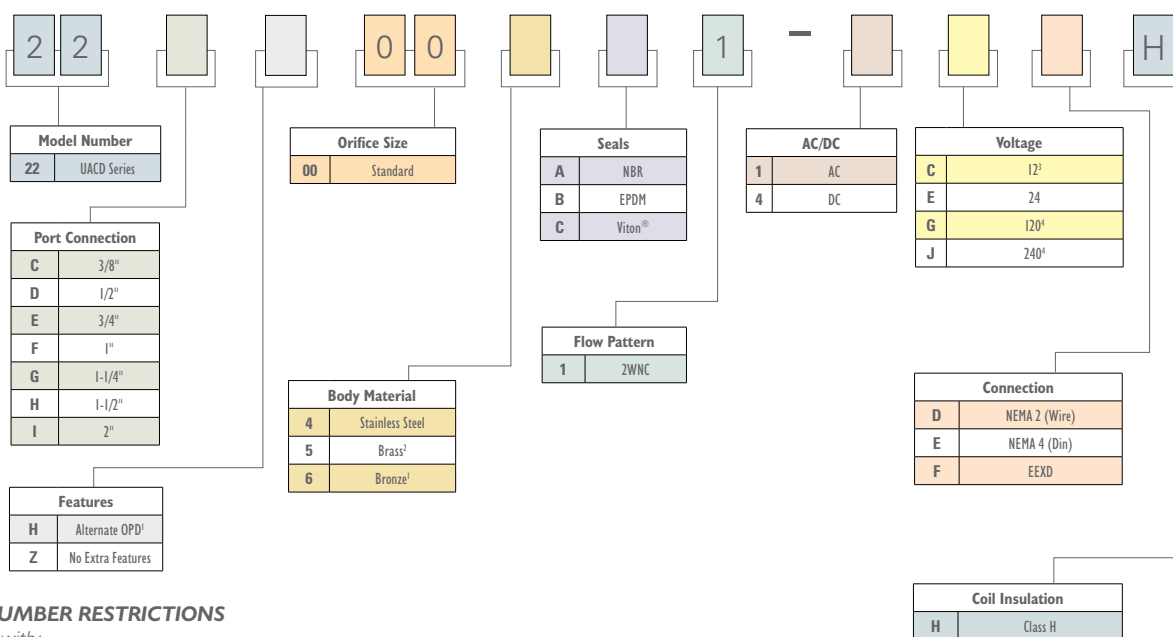 2 2 0 0 1 – H
Model Number
22 UACD Series
Orifice Size
00 Standard
Seals
A NBR
B EPDM
C Viton®
AC/DC
1 AC
4 DC
Voltage
C 12³
E 24
G 120⁴
J 240⁴
Port Connection
C 3/8"
D 1/2"
E 3/4"
F 1"
G 1-1/4"
H 1-1/2"
I 2"
Flow Pattern
1 2WNC
Body Material
4 Stainless Steel
5 Brass²
6 Bronze¹
Connection
D NEMA 2 (Wire)
E NEMA 4 (Din)
F EEXD
Features
H Alternate OPD¹
Z No Extra Features
Coil Insulation
H Class H
UMBER RESTRICTIONS